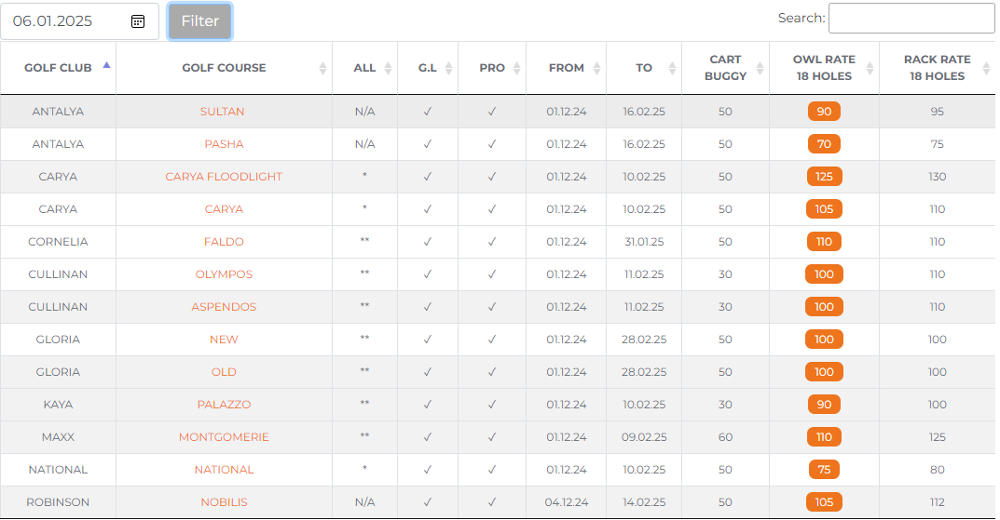 06.01.2025 Filter Search:
GOLF CLUB GOLF COURSE ALL G.L PRO FROM TO CART BUGGY OWL RATE 18 HOLES RACK RATE 18 HOLES
ANTALYA SULTAN N/A ✓ ✓ 01.12.24 16.02.25 50 90 95
ANTALYA PASHA N/A ✓ ✓ 01.12.24 16.02.25 50 70 75
CARYA CARYA FLOODLIGHT * ✓ ✓ 01.12.24 10.02.25 50 125 130
CARYA CARYA * ✓ ✓ 01.12.24 10.02.25 50 105 110
CORNELIA FALDO ** ✓ ✓ 01.12.24 31.01.25 50 110 110
CULLINAN OLYMPOS ** ✓ ✓ 01.12.24 11.02.25 30 100 110
CULLINAN ASPENDOS ** ✓ ✓ 01.12.24 11.02.25 30 100 110
GLORIA NEW ** ✓ ✓ 01.12.24 28.02.25 50 100 100
GLORIA OLD ** ✓ ✓ 01.12.24 28.02.25 50 100 100
KAYA PALAZZO ** ✓ ✓ 01.12.24 10.02.25 30 90 100
MAXX MONTGOMERIE ** ✓ ✓ 01.12.24 09.02.25 60 110 125
NATIONAL NATIONAL * ✓ ✓ 01.12.24 10.02.25 50 75 80
ROBINSON NOBILIS N/A ✓ ✓ 04.12.24 14.02.25 50 105 112